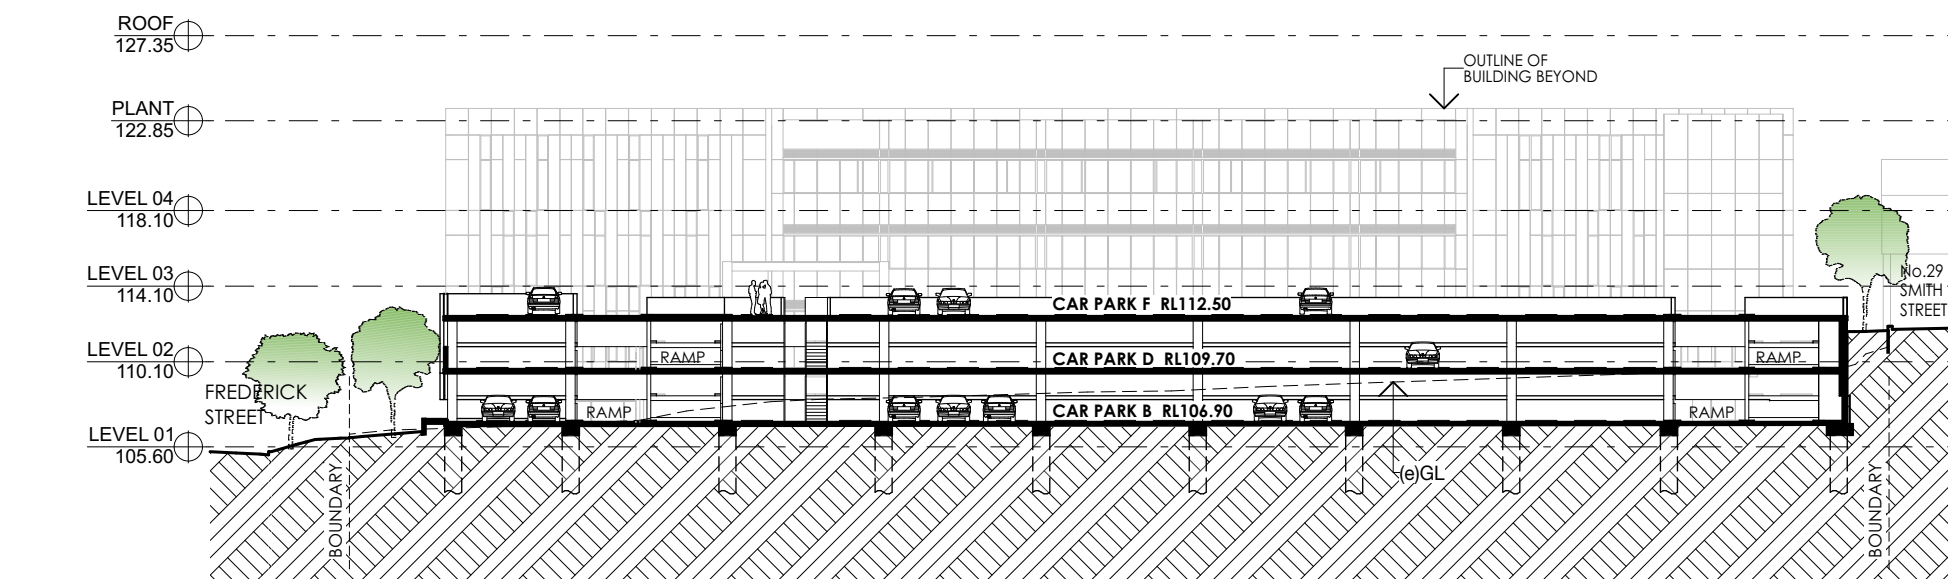 ROOF
127.35
OUTLINE OF
BUILDING BEYOND
PLANT
122.85
LEVEL 04
118.10
LEVEL 03
114.10
No.29
SMITH
STREET
CAR PARK F RL112.50
LEVEL 02
110.10
RAMP
CAR PARK D RL109.70
RAMP
FREDERICK
STREET
RAMP
CAR PARK B RL106.90
RAMP
LEVEL 01
105.60
(e)GL
BOUNDARY
BOUNDARY